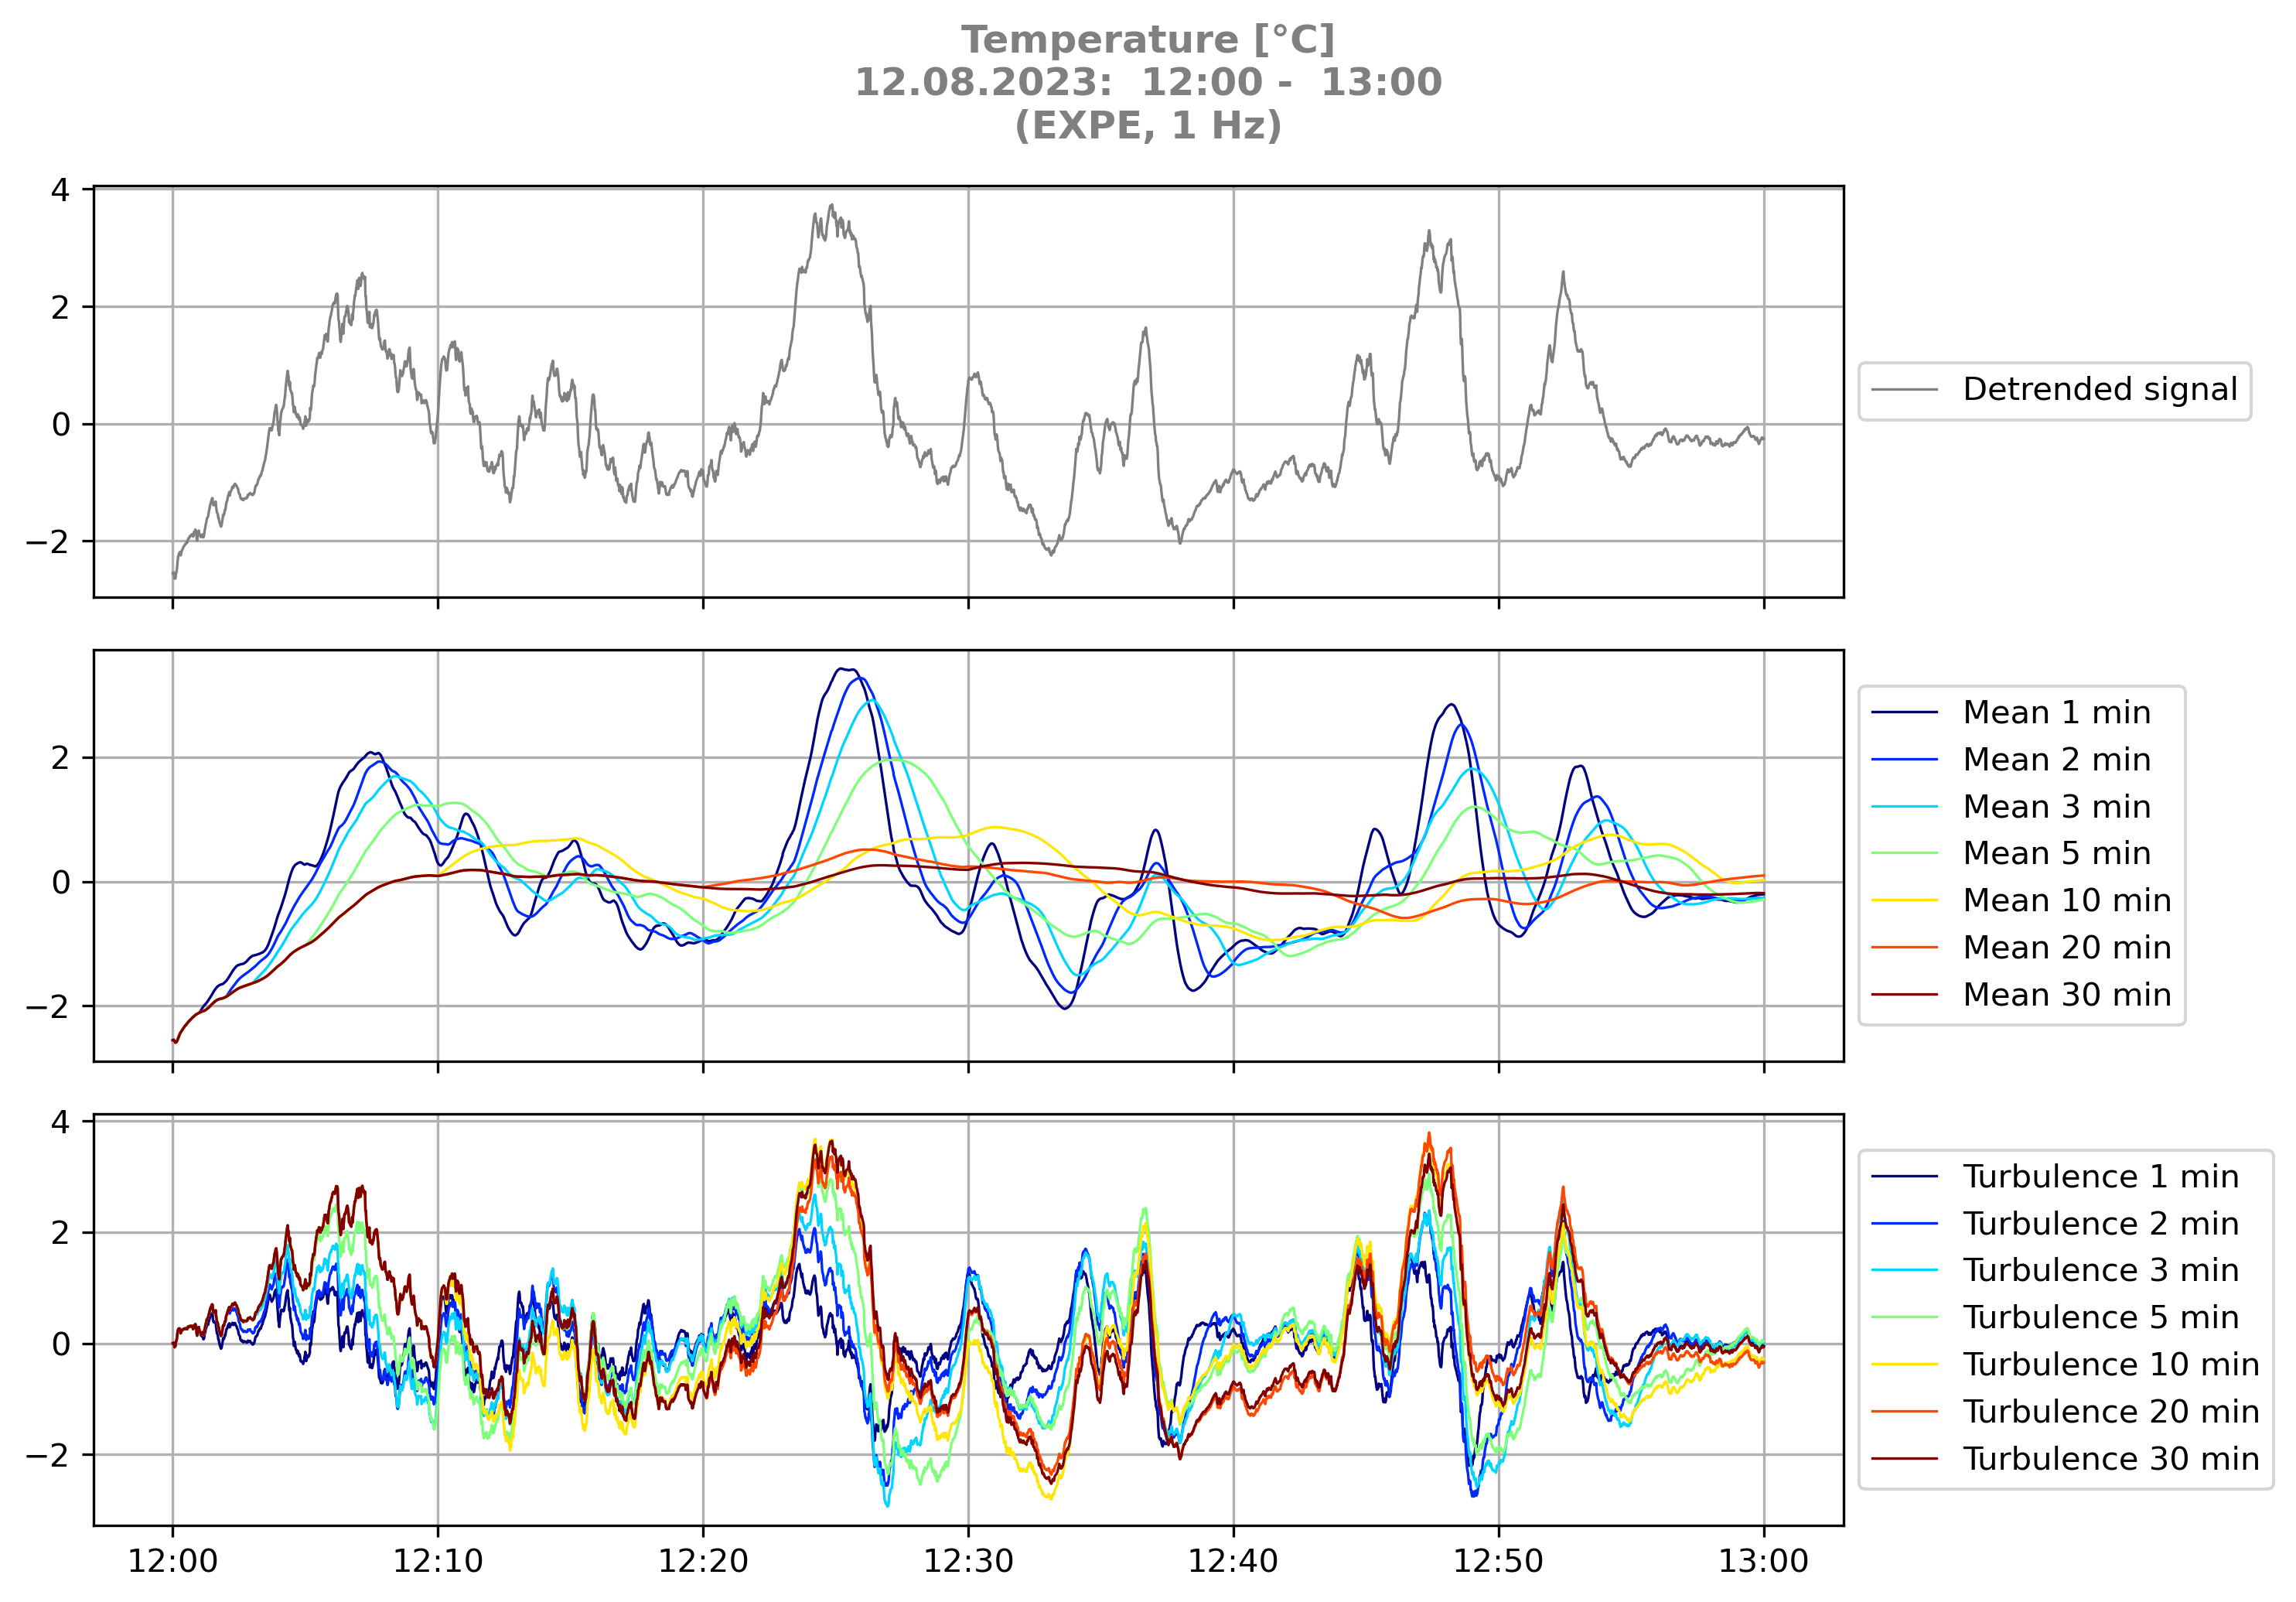 Temperature [°C]
12.08.2023:  12:00 -  13:00
(EXPE, 1 Hz)
4
2
0
−2
Detrended signal
2
0
−2
Mean 1 min
Mean 2 min
Mean 3 min
Mean 5 min
Mean 10 min
Mean 20 min
Mean 30 min
4
2
0
−2
Turbulence 1 min
Turbulence 2 min
Turbulence 3 min
Turbulence 5 min
Turbulence 10 min
Turbulence 20 min
Turbulence 30 min
12:00 12:10 12:20 12:30 12:40 12:50 13:00